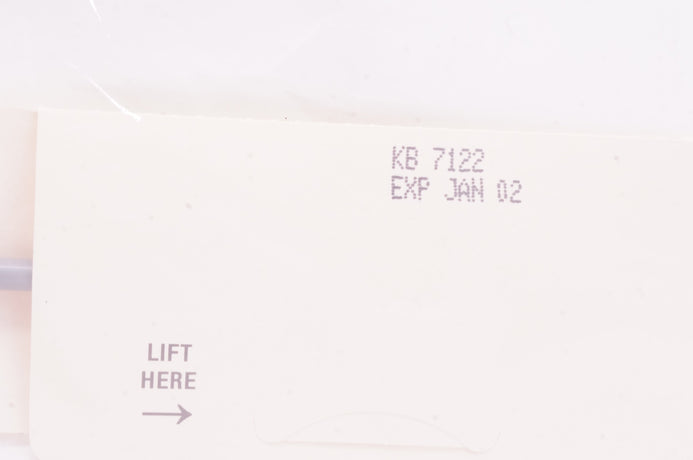 KB 7122
EXP JAN 02
LIFT
HERE